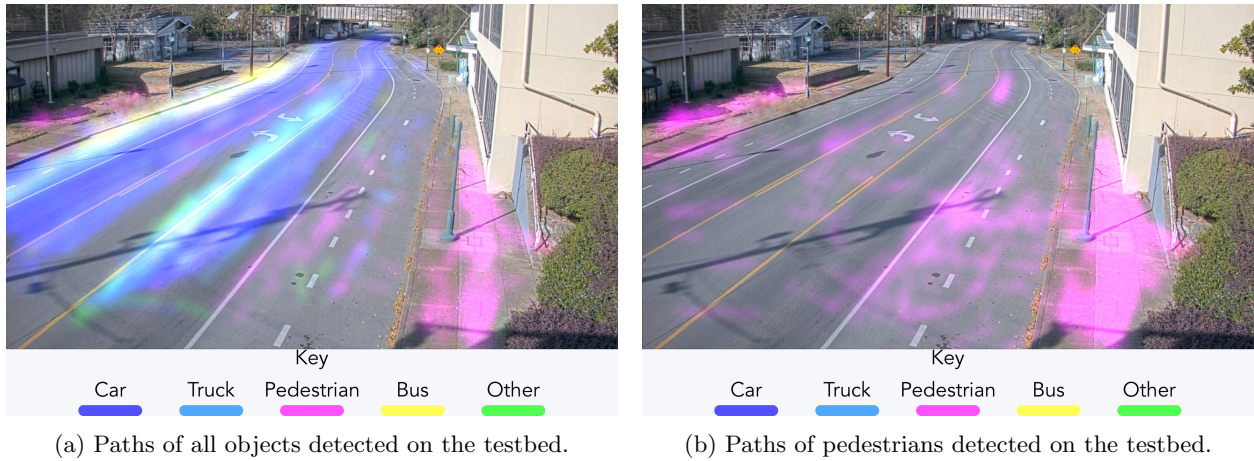 Key
Car Truck Pedestrian Bus Other
(a) Paths of all objects detected on the testbed.
Key
Car Truck Pedestrian Bus Other
(b) Paths of pedestrians detected on the testbed.